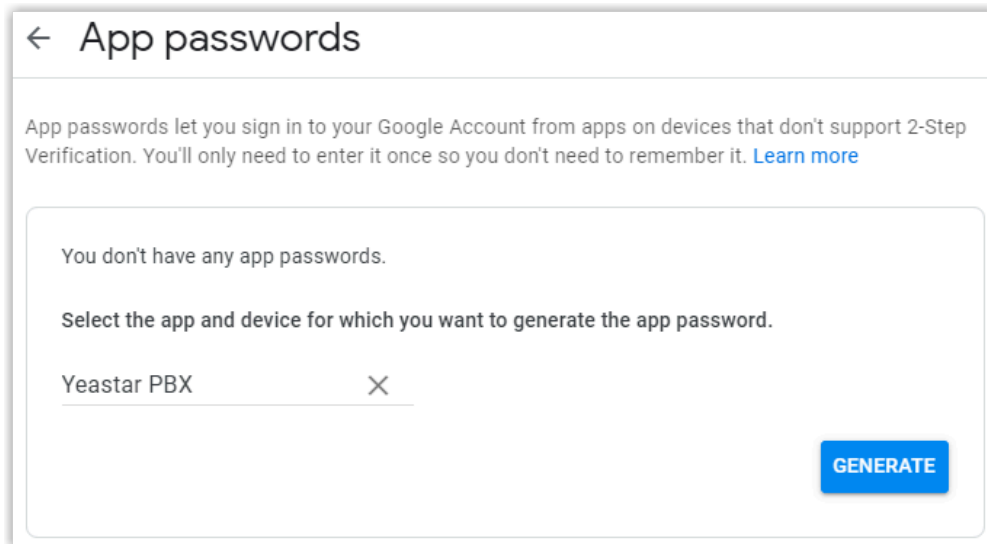 ← App passwords
App passwords let you sign in to your Google Account from apps on devices that don't support 2-Step
Verification. You'll only need to enter it once so you don't need to remember it. Learn more
You don't have any app passwords.
Select the app and device for which you want to generate the app password.
Yeastar PBX
GENERATE